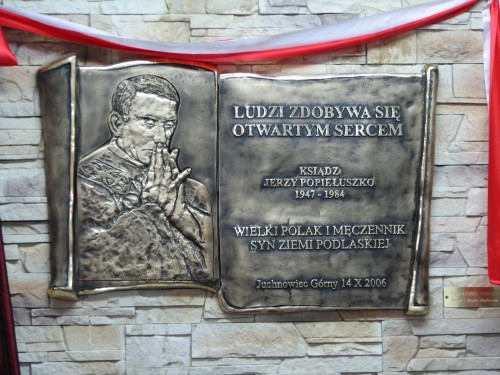 LUDZI ZDOBYWA SIĘ
OTWARTYM SERCEM
KSIĄDZ
JERZY POPIEŁUSZKO
1947 - 1984
WIELKI POLAK I MĘCZENNIK
SYN ZIEMI PODLASKIEJ
Juchnowiec Górny 14 X 2006